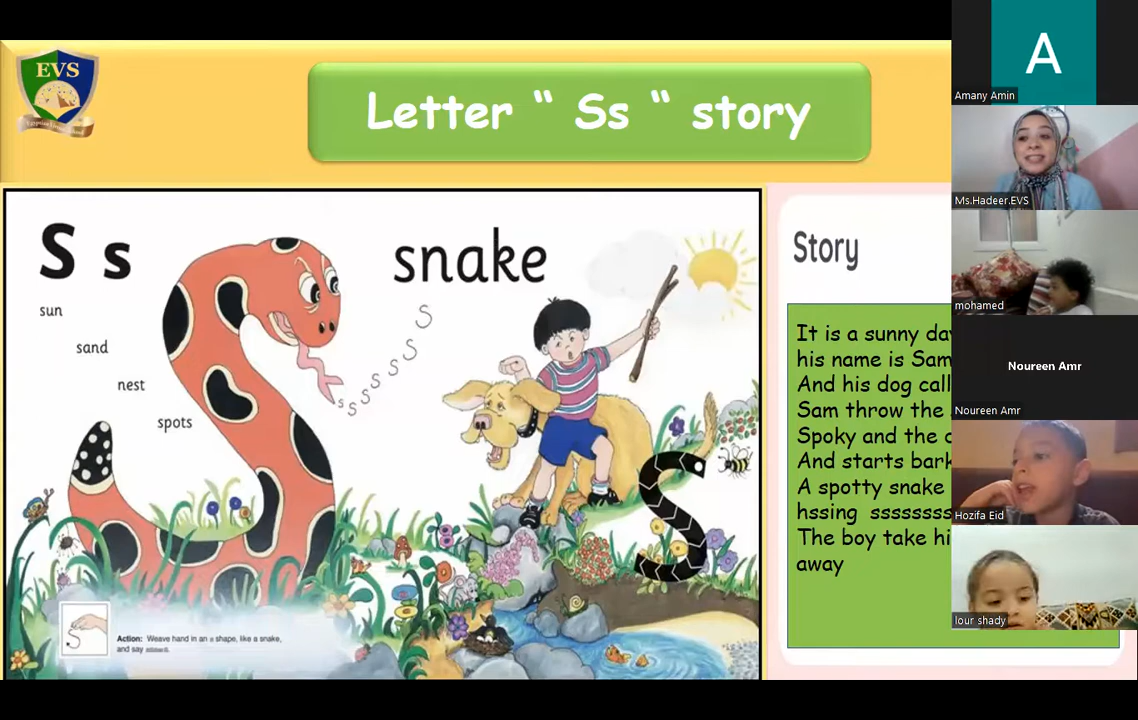 EVS
Letter “ Ss “ story
S s
snake
sun
sand
nest
spots
Action: Weave hand in an s shape, like a snake,
and say sssssss.
Story
It is a sunny day
his name is Sam
And his dog call
Sam throw the
Spoky and the
And starts bark
A spotty snake
hssing ssssssss
The boy take hi
away
A
Amany Amin
Ms.Hadeer.EVS
mohamed
Noureen Amr
Noureen Amr
Hozifa Eid
lour shady